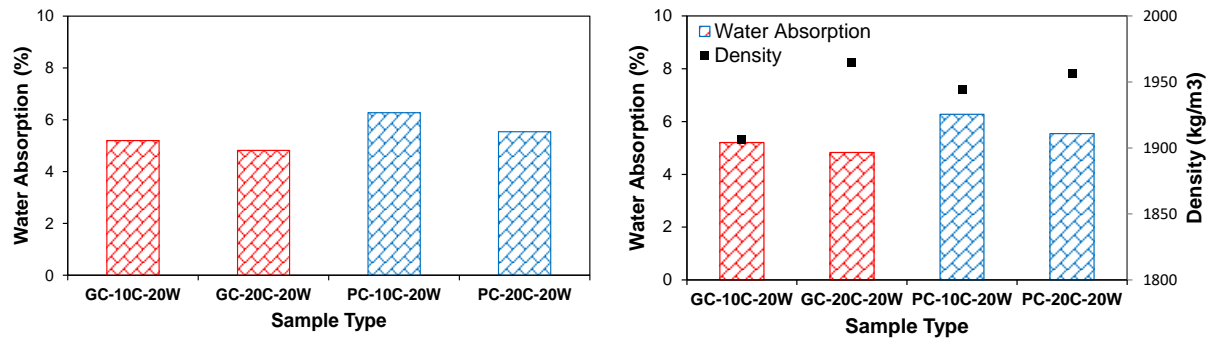 Water Absorption (%)
10
8
6
4
2
0
GC-10C-20W GC-20C-20W PC-10C-20W PC-20C-20W
Sample Type
Water Absorption (%)
10
8
6
4
2
0
Water Absorption
Density
2000
1950
1900
1850
1800
Density (kg/m3)
GC-10C-20W GC-20C-20W PC-10C-20W PC-20C-20W
Sample Type